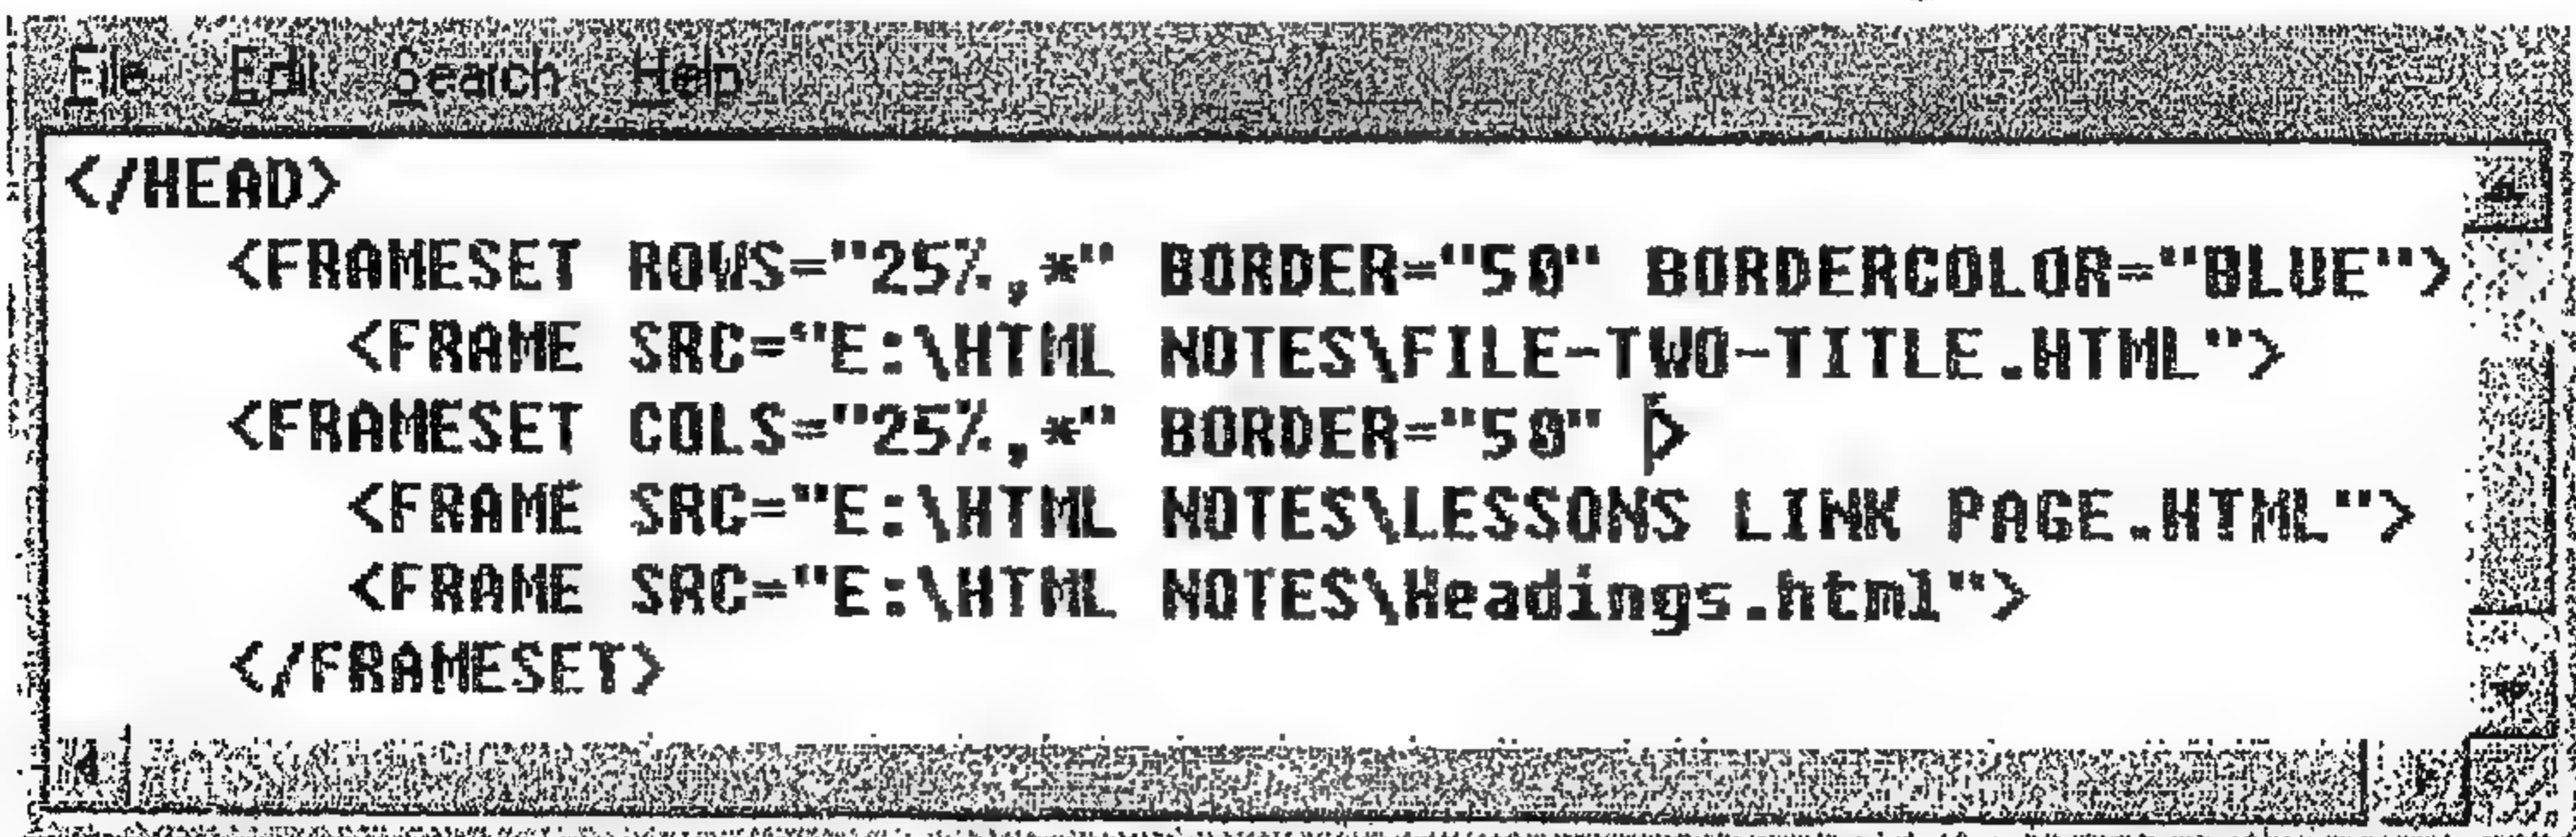 File Edit Search Help
</HEAD>
<FRAMESET ROWS="25%,*" BORDER="50" BORDERCOLOR="BLUE">
<FRAME SRC="E:\HTML NOTES\FILE-TWO-TITLE.HTML">
<FRAMESET COLS="25%,*" BORDER="50" >
<FRAME SRC="E:\HTML NOTES\LESSONS LINK PAGE.HTML">
<FRAME SRC="E:\HTML NOTES\Headings.html">
</FRAMESET>